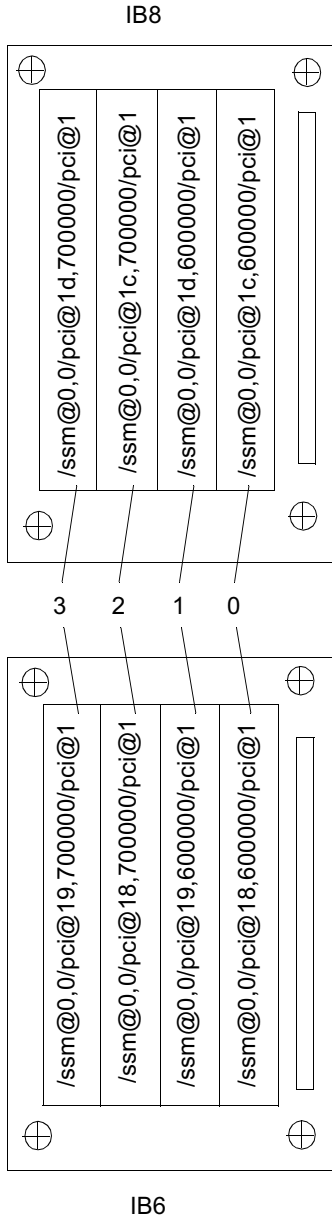 IB8
/ssm@0,0/pci@1d,700000/pci@1
/ssm@0,0/pci@1c,700000/pci@1
/ssm@0,0/pci@1d,600000/pci@1
/ssm@0,0/pci@1c,600000/pci@1
3 2 1 0
/ssm@0,0/pci@19,700000/pci@1
/ssm@0,0/pci@18,700000/pci@1
/ssm@0,0/pci@19,600000/pci@1
/ssm@0,0/pci@18,600000/pci@1
IB6